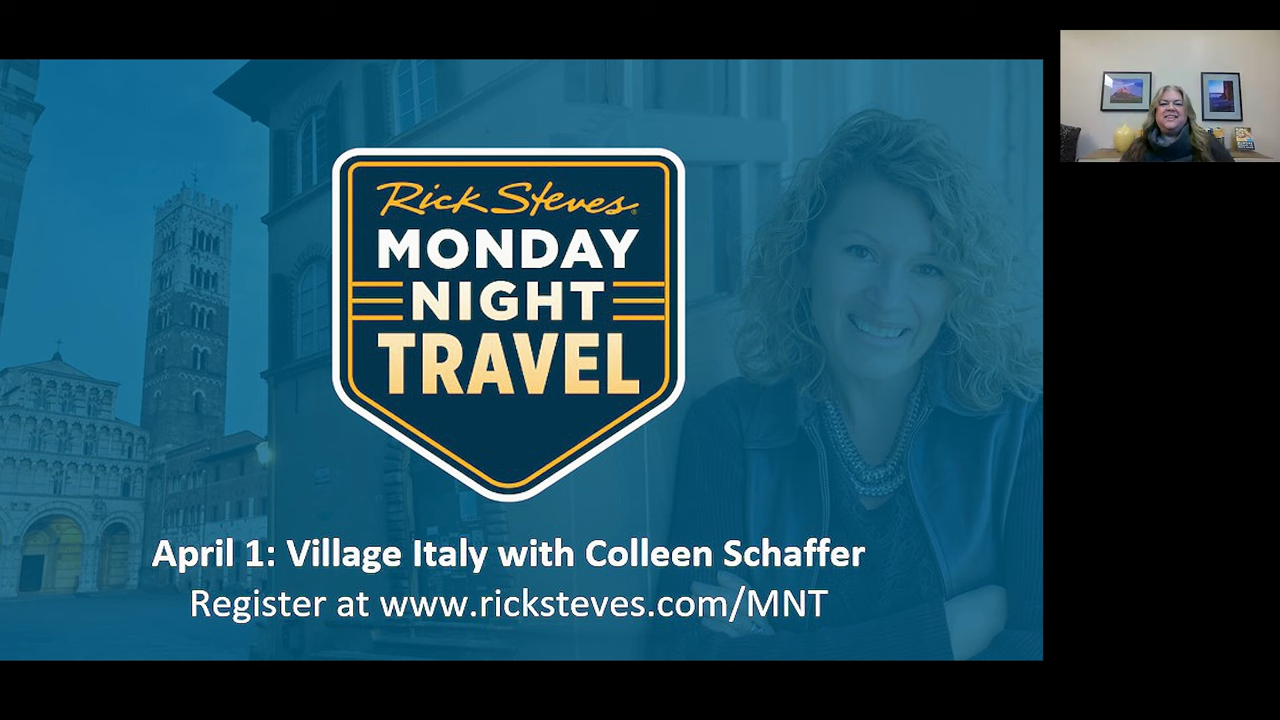 Rick Steves®
MONDAY
NIGHT
TRAVEL
April 1: Village Italy with Colleen Schaffer
Register at www.ricksteves.com/MNT